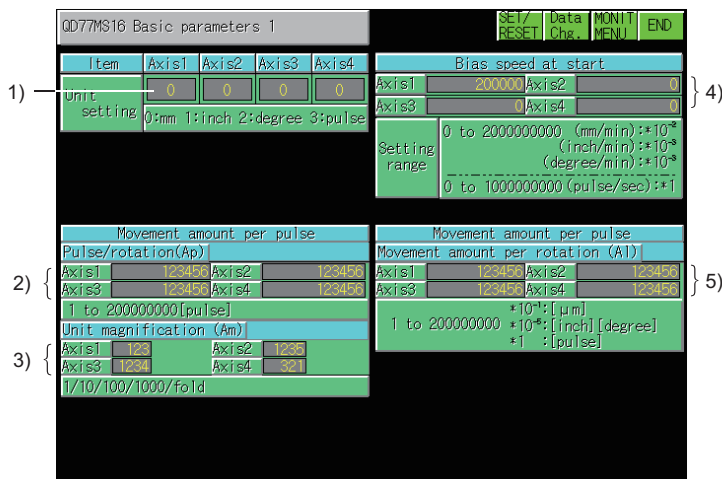 QD77MS16 Basic parameters 1
SET/ RESET Data Chg. MONIT MENU END
Item Axis1 Axis2 Axis3 Axis4
1)
Unit setting 0 0 0 0
0:mm 1:inch 2:degree 3:pulse
Bias speed at start
Axis1 200000 Axis2 0
Axis3 0 Axis4 0
4)
Setting range
0 to 2000000000 (mm/min):*10⁻²
(inch/min):*10⁻³
(degree/min):*10⁻³
0 to 1000000000(pulse/sec):*1
Movement amount per pulse
Pulse/rotation(Ap)
2)
Axis1 123456 Axis2 123456
Axis3 123456 Axis4 123456
1 to 200000000[pulse]
Unit magnification (Am)
3)
Axis1 123 Axis2 1235
Axis3 1234 Axis4 321
1/10/100/1000/fold
Movement amount per pulse
Movement amount per rotation (Al)
Axis1 123456 Axis2 123456
Axis3 123456 Axis4 123456
5)
1 to 200000000
*10⁻¹:[μm]
*10⁻⁵:[inch][degree]
*1 :[pulse]